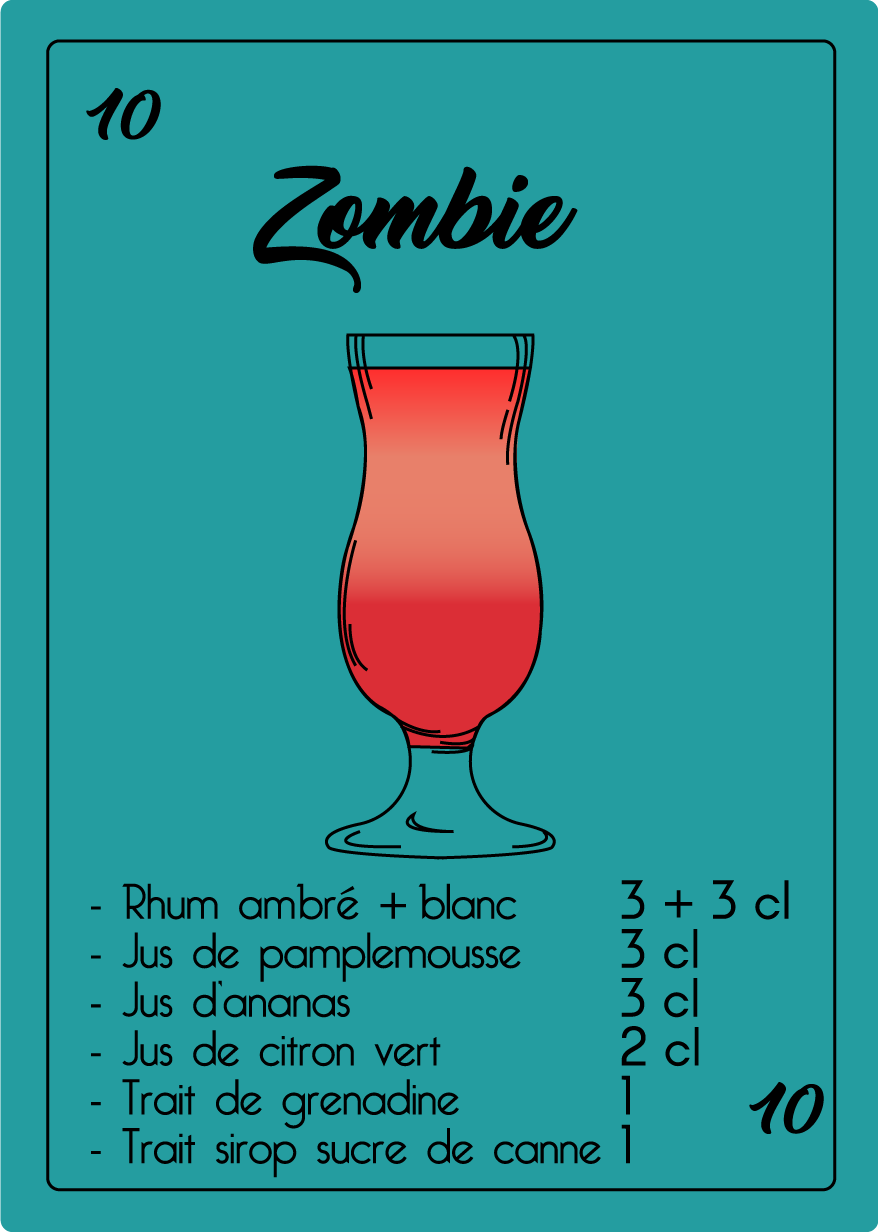 10
Zombie
- Rhum ambré + blanc 3 + 3 cl
- Jus de pamplemousse 3 cl
- Jus d'ananas 3 cl
- Jus de citron vert 2 cl
- Trait de grenadine 1
10
- Trait sirop sucre de canne 1